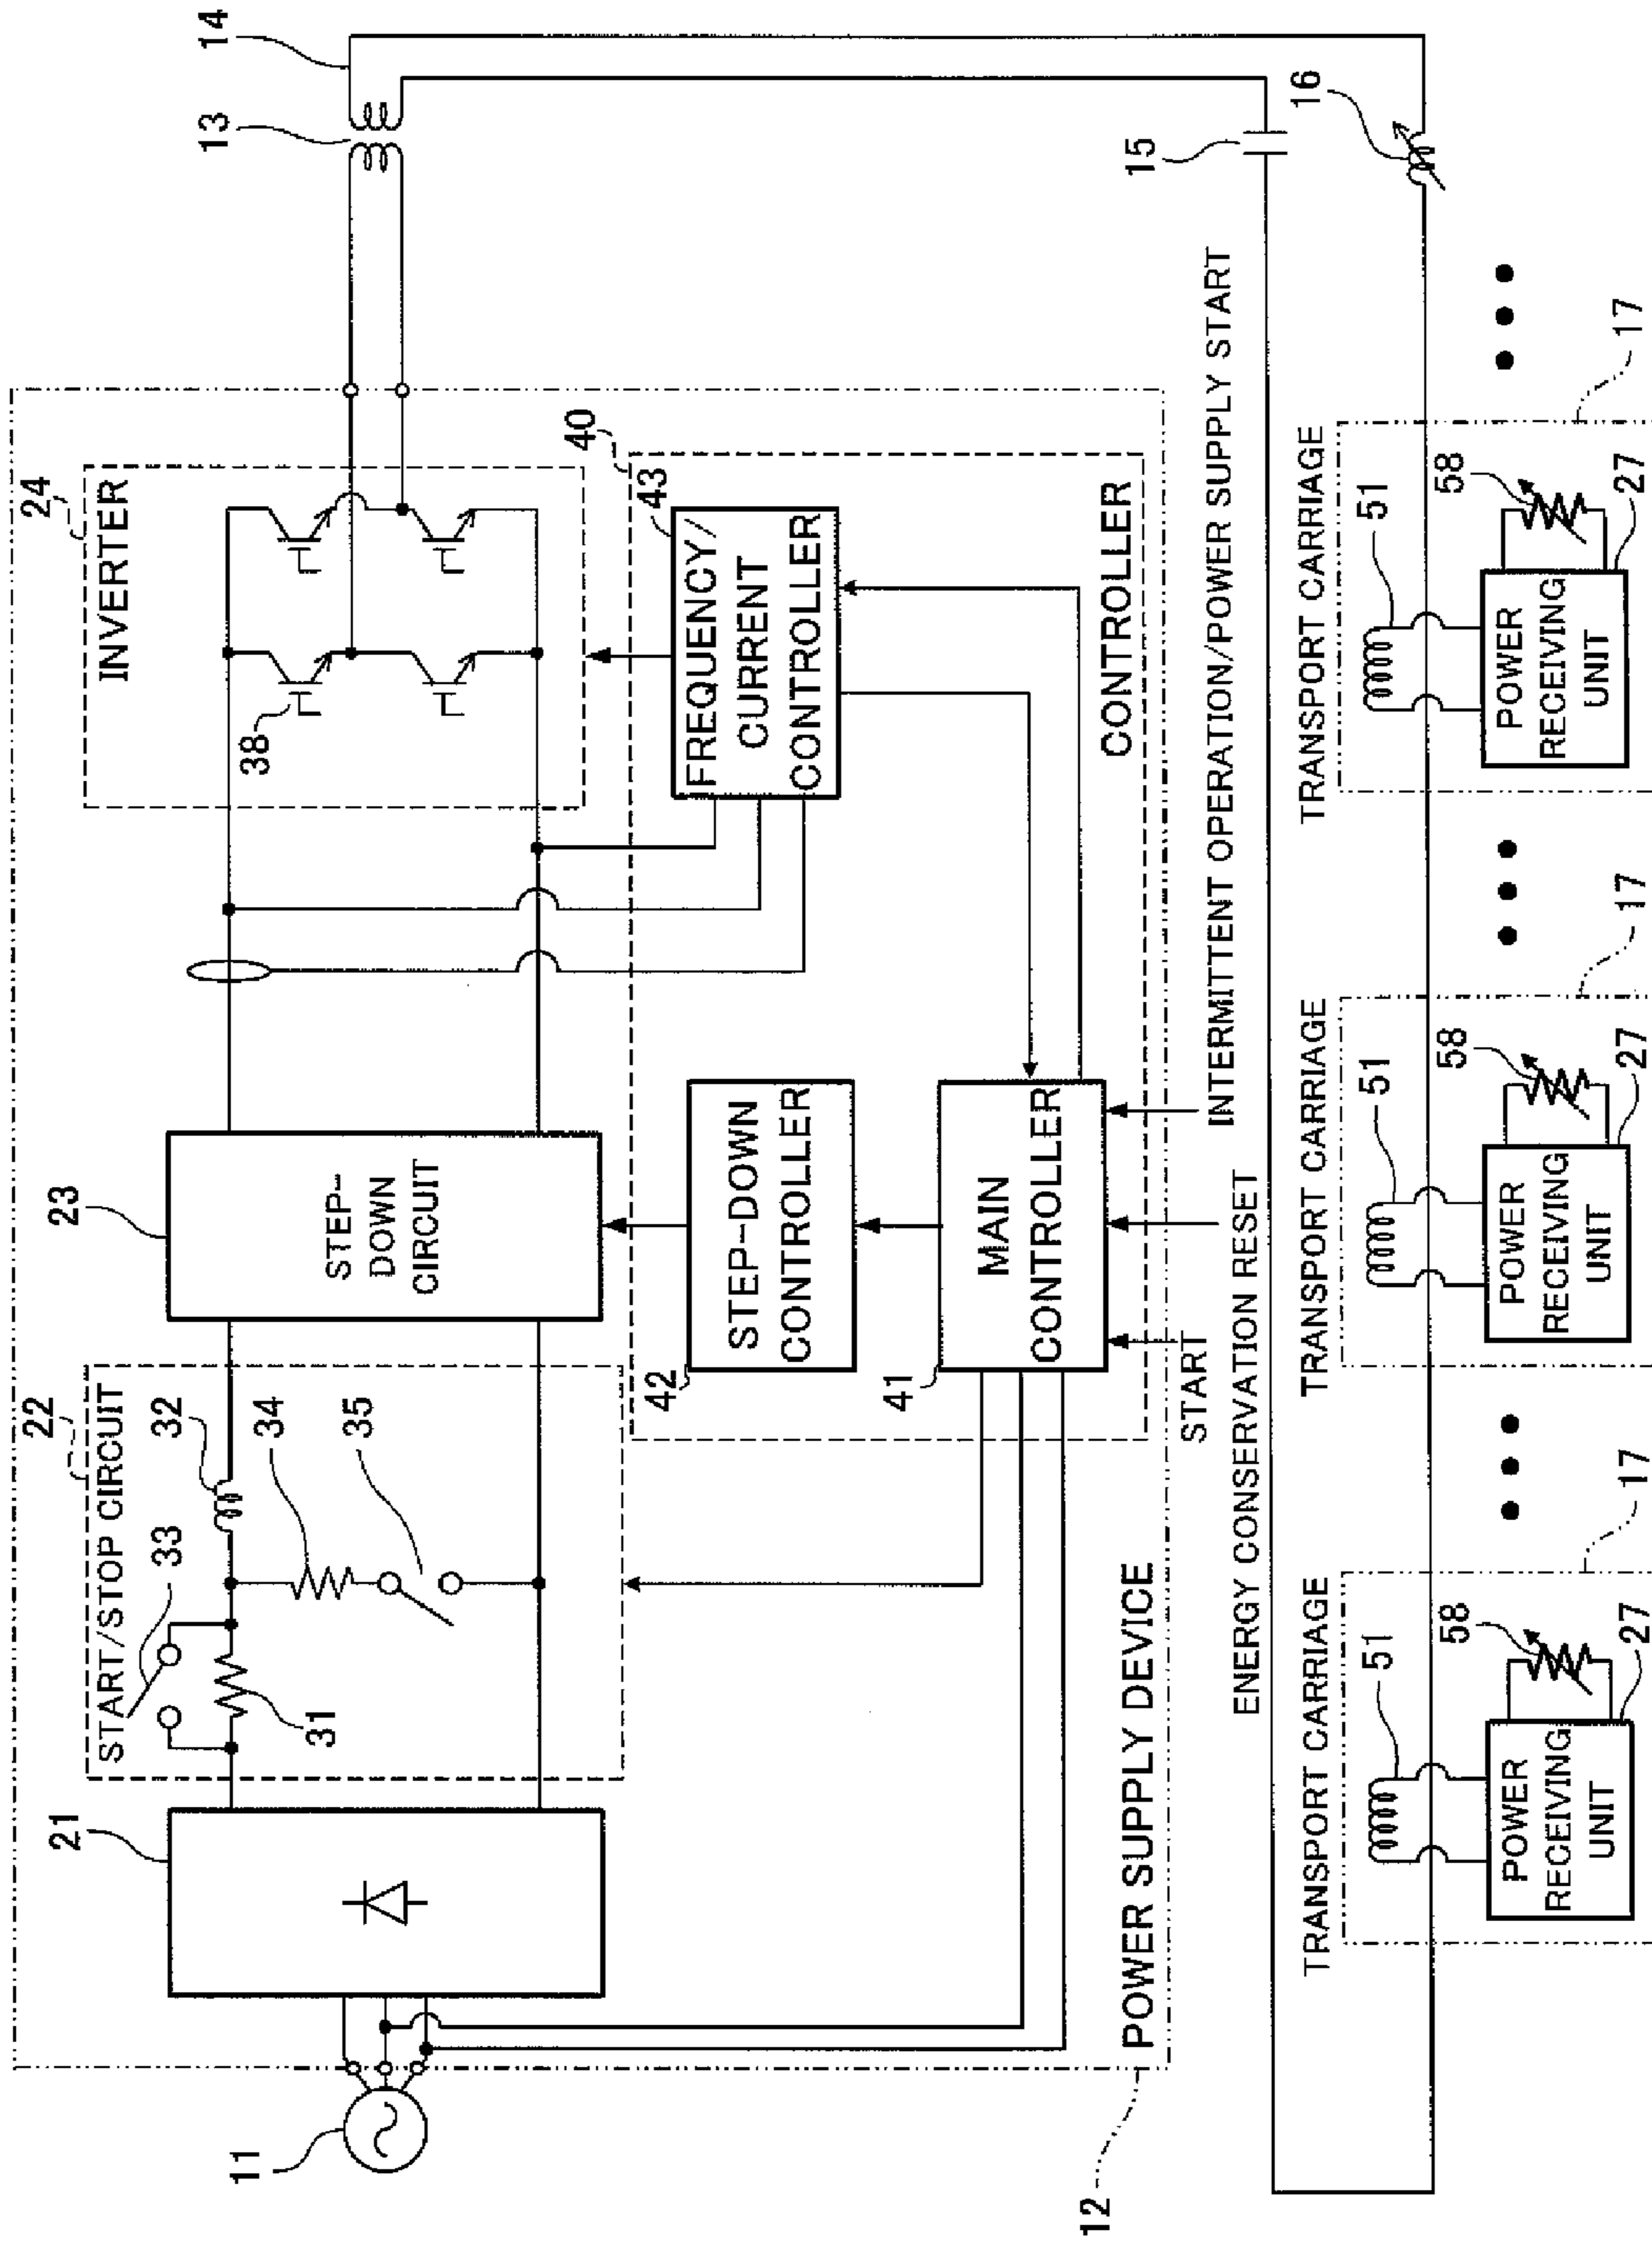 14
13
24
INVERTER
38
23
STEP-
DOWN
CIRCUIT
22
START/STOP CIRCUIT
33
32
31
34
35
21
11
40
43
FREQUENCY/
CURRENT
CONTROLLER
CONTROLLER
42
STEP-DOWN
CONTROLLER
41
MAIN
CONTROLLER
START
ENERGY CONSERVATION RESET
INTERMITTENT OPERATION/POWER SUPPLY START
POWER SUPPLY DEVICE
12
15
16
TRANSPORT CARRIAGE
51
58
POWER
RECEIVING
UNIT
27
17
TRANSPORT CARRIAGE
51
58
POWER
RECEIVING
UNIT
27
17
TRANSPORT CARRIAGE
51
58
POWER
RECEIVING
UNIT
27
17